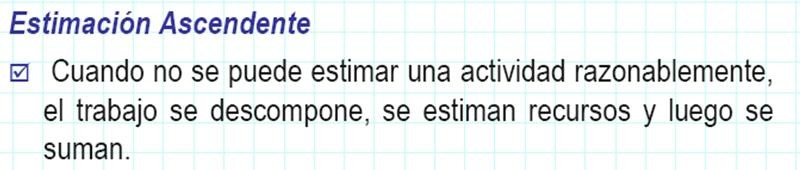 Estimación Ascendente
☑ Cuando no se puede estimar una actividad razonablemente,
el trabajo se descompone, se estiman recursos y luego se
suman.